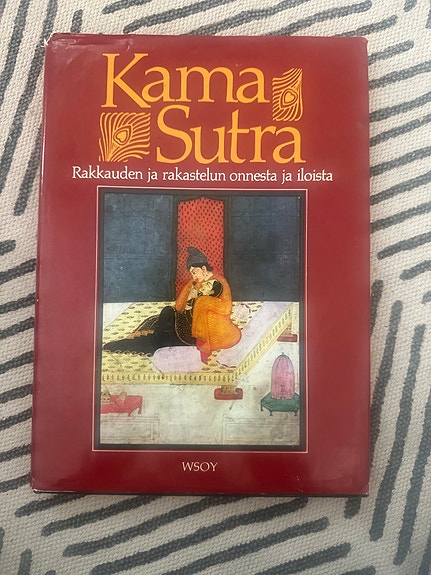 Kama
Sutra
Rakkauden ja rakastelun onnesta ja iloista
WSOY